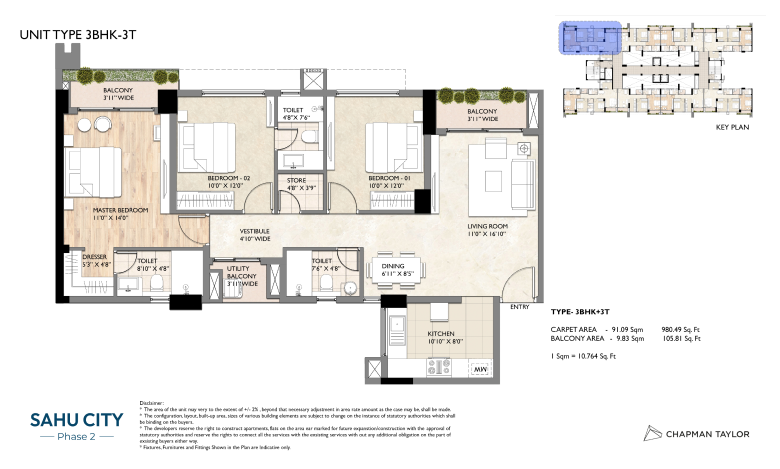 UNIT TYPE 3BHK-3T
BALCONY
3'11" WIDE
TOILET
4'8"X 7'6"
BALCONY
3'11" WIDE
KEY PLAN
BEDROOM - 02
10'0" X 12'0"
STORE
4'8" X 3'9"
BEDROOM - 01
10'0" X 12'0"
MASTER BEDROOM
11'0" X 14'0"
VESTIBULE
4'10" WIDE
LIVING ROOM
11'0" X 16'10"
DRESSER
5'3" X 4'8"
TOILET
8'10" X 4'8"
UTILITY
BALCONY
3'11" WIDE
TOILET
7'6" X 4'8"
DINING
6'11" X 8'5"
ENTRY
KITCHEN
10'10" X 8'0"
MW
TYPE- 3BHK+3T
CARPET AREA - 91.09 Sqm 980.49 Sq. Ft
BALCONY AREA - 9.83 Sqm 105.81 Sq. Ft
1 Sqm = 10.764 Sq. Ft
SAHU CITY
Phase 2
Disclaimer:
* The area of the unit may very to the extent of +/- 2% , beyond that necessary adjustment in area rate amount as the case may be, shall be made.
* The configuration, layout, built-up area, sizes of various building elements are subject to change on the instance of statutory authorities which shall
be binding on the buyers.
* The developers reserve the right to construct apartments, flats on the area ear marked for future expansion/construction with the approval of
statutory authorities and reserve the rights to connect all the services with the existing services with out any additional obligation on the part of
existing buyers either way.
* Fixtures, Furnitures and Fittings Shown in the Plan are Indicative only.
CHAPMAN TAYLOR